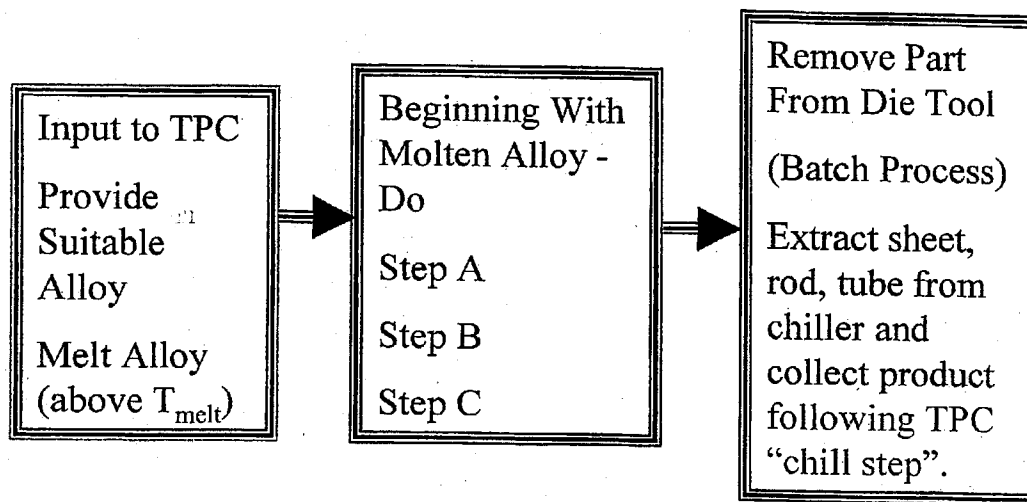 Input to TPC
Provide
Suitable
Alloy
Melt Alloy
(above Tmelt)
Beginning With
Molten Alloy -
Do
Step A
Step B
Step C
Remove Part
From Die Tool
(Batch Process)
Extract sheet,
rod, tube from
chiller and
collect product
following TPC
“chill step”.